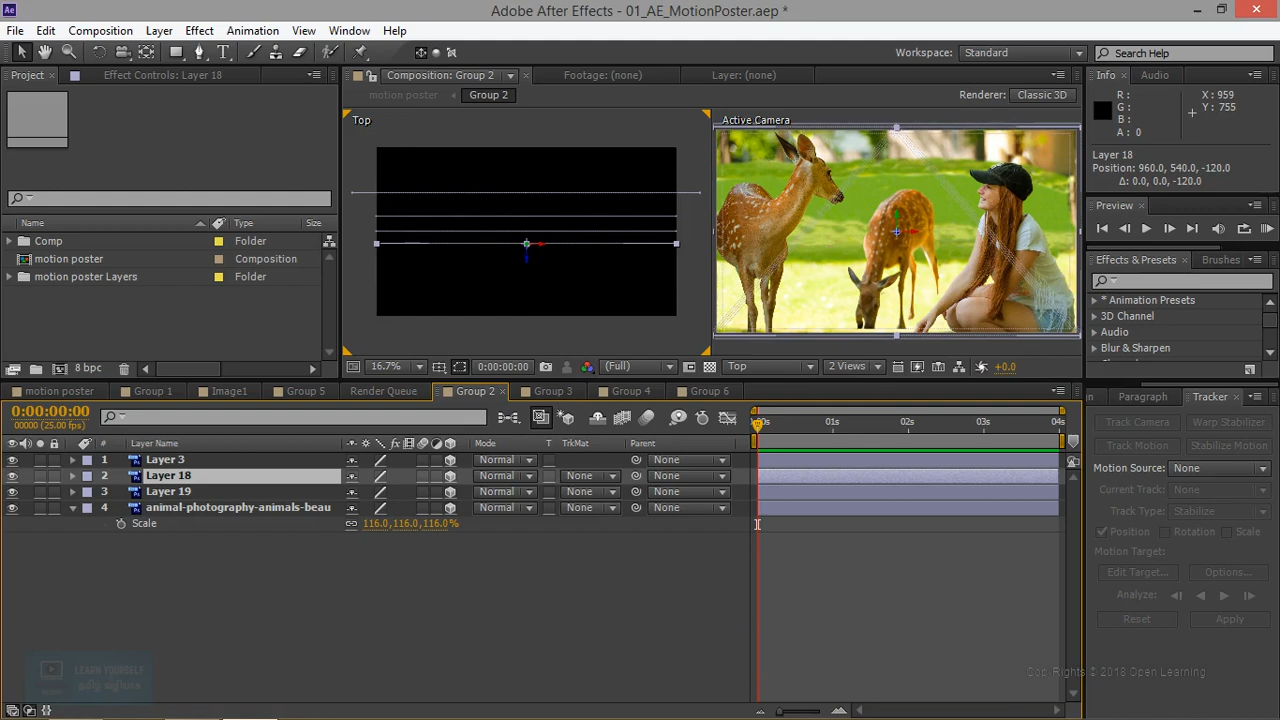 Adobe After Effects - 01_AE_MotionPoster.aep *
File Edit Composition Layer Effect Animation View Window Help
Workspace: Standard Search Help
Project Effect Controls: Layer 18
Composition: Group 2 Footage: (none) Layer: (none)
motion poster Group 2 Renderer: Classic 3D
Top
Active Camera
Info Audio
R :
G :
B :
A : 0
X : 959
Y : 755
Layer 18
Position: 960.0, 540.0, -120.0
Δ: 0.0, 0.0, -120.0
Preview
Effects & Presets Brushes
* Animation Presets
3D Channel
Audio
Blur & Sharpen
Name Type Size
Comp Folder
motion poster Composition
motion poster Layers Folder
8 bpc
16.7% 0:00:00:00 (Full) Top 2 Views +0.0
motion poster Group 1 Image1 Group 5 Render Queue Group 2 Group 3 Group 4 Group 6
0:00:00:00
00000 (25.00 fps)
01s 02s 03s 04s
# Layer Name Mode T TrkMat Parent
1 Layer 3 Normal None
2 Layer 18 Normal None None
3 Layer 19 Normal None None
4 animal-photography-animals-beau Normal None None
Scale 116.0,116.0,116.0%
Paragraph Tracker
Track Camera Warp Stabilizer
Track Motion Stabilize Motion
Motion Source: None
Current Track: None
Track Type: Stabilize
Position Rotation Scale
Motion Target:
Edit Target... Options...
Analyze:
Reset Apply
LEARN YOURSELF
தமிழ் வழியாக
Copy Rights © 2018 Open Learning